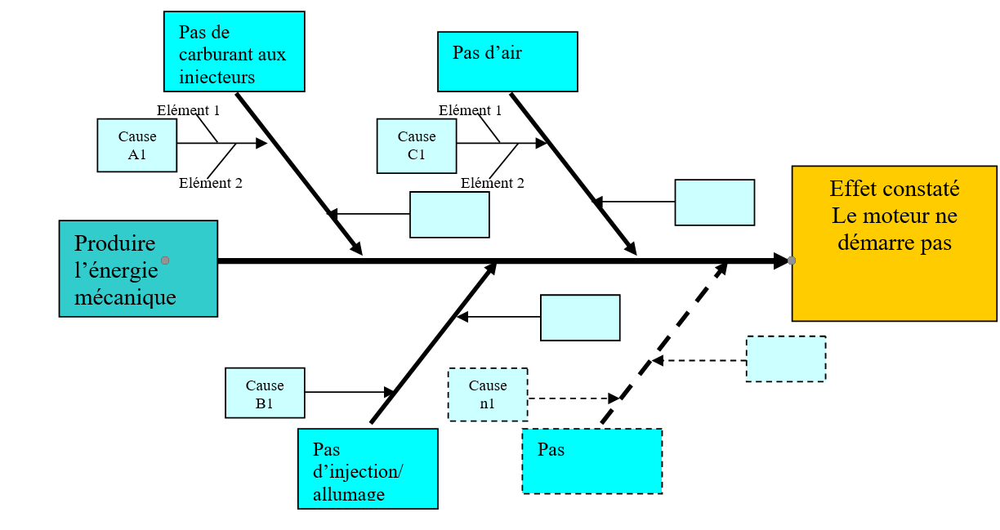 Pas de
carburant aux
injecteurs
Pas d’air
Elément 1
Elément 1
Cause
A1
Cause
C1
Elément 2
Elément 2
Effet constaté
Le moteur ne
démarre pas
Produire
l’énergie
mécanique
Cause
B1
Cause
n1
Pas
d’injection/
allumage
Pas